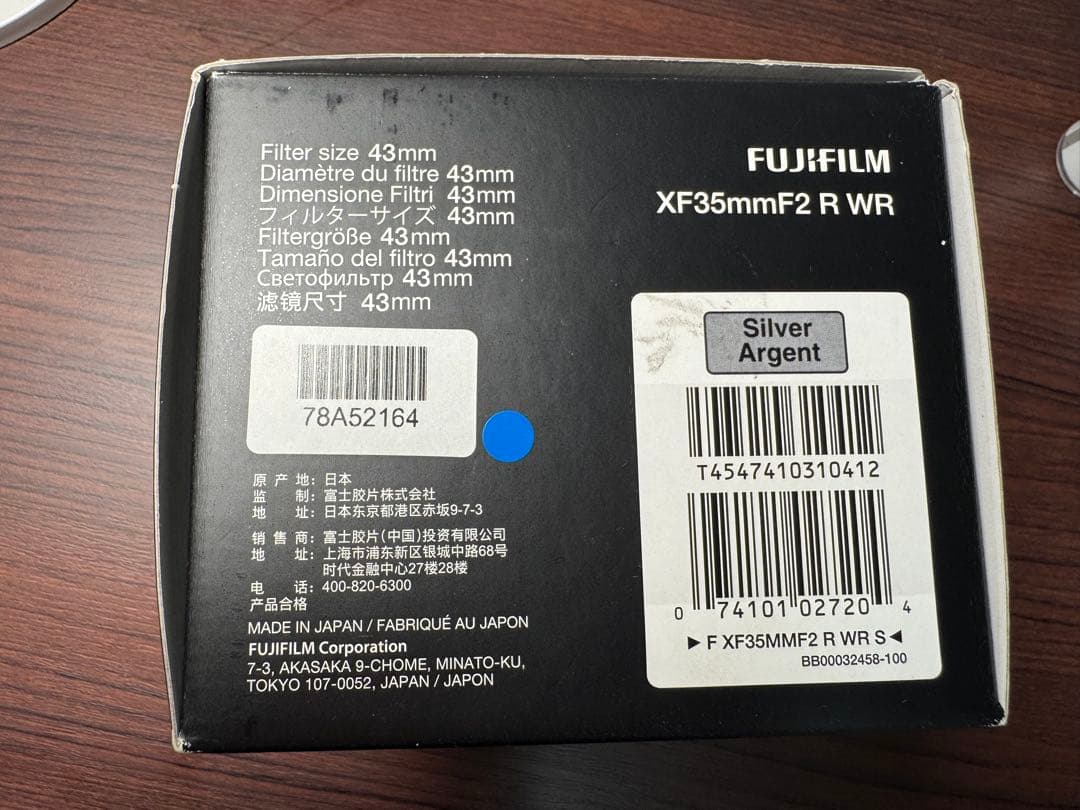 Filter size 43mm
Diamètre du filtre 43mm
Dimensione Filtri 43mm
フィルターサイズ 43mm
Filtergröße 43mm
Tamaño del filtro 43mm
Светофильтр 43mm
滤镜尺寸 43mm
78A52164
原产地：日本
监制：富士胶片株式会社
地址：日本东京都港区赤坂9-7-3
销售商：富士胶片(中国)投资有限公司
地址：上海市浦东新区银城中路68号
时代金融中心27楼28楼
电话：400-820-6300
产品合格
MADE IN JAPAN / FABRIQUÉ AU JAPON
FUJIFILM Corporation
7-3, AKASAKA 9-CHOME, MINATO-KU,
TOKYO 107-0052, JAPAN / JAPON
FUJIFILM
XF35mmF2 R WR
Silver
Argent
T4547410310412
0 74101 02720 4
►F XF35MMF2 R WR S◄
BB00032458-100